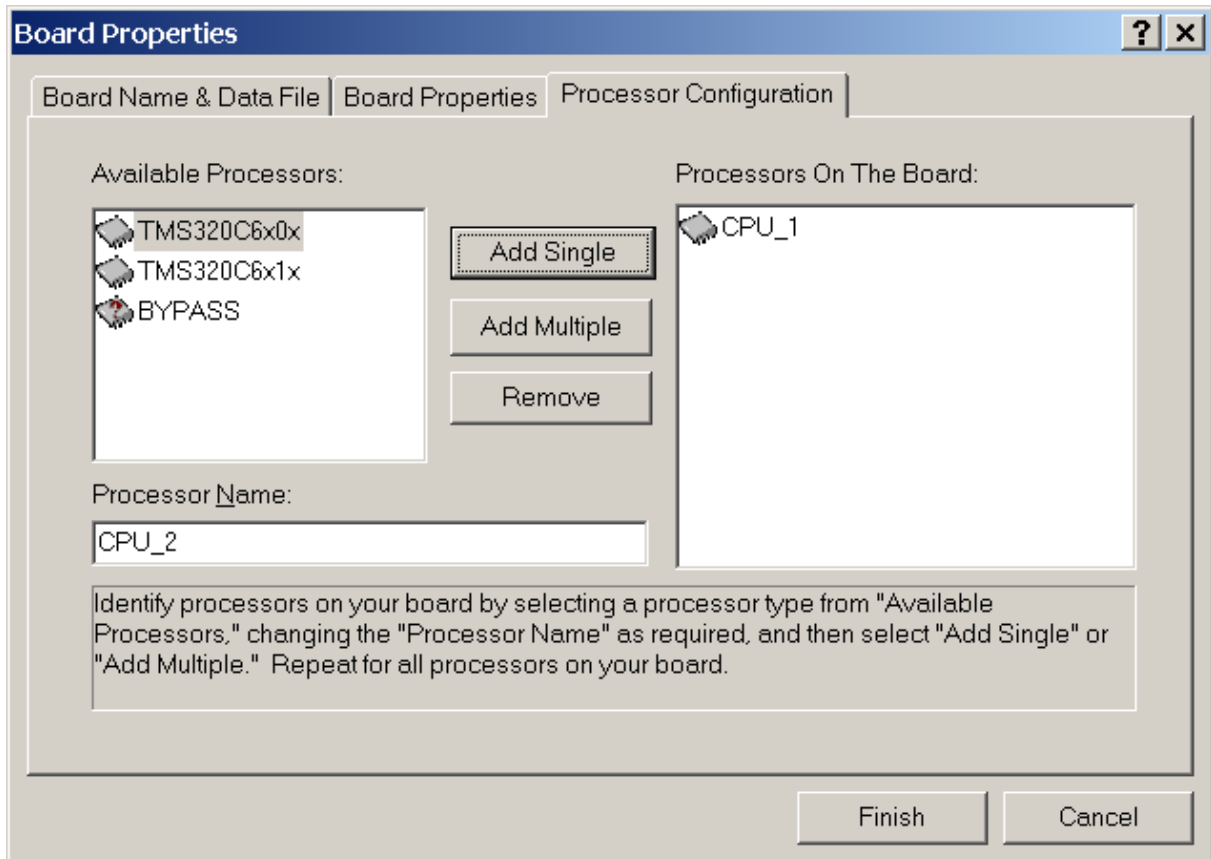 Board Properties
Board Name & Data File
Board Properties
Processor Configuration
Available Processors:
TMS320C6x0x
TMS320C6x1x
BYPASS
Add Single
Add Multiple
Remove
Processors On The Board:
CPU_1
Processor Name:
CPU_2
Identify processors on your board by selecting a processor type from "Available
Processors," changing the "Processor Name" as required, and then select "Add Single" or
"Add Multiple."  Repeat for all processors on your board.
Finish
Cancel